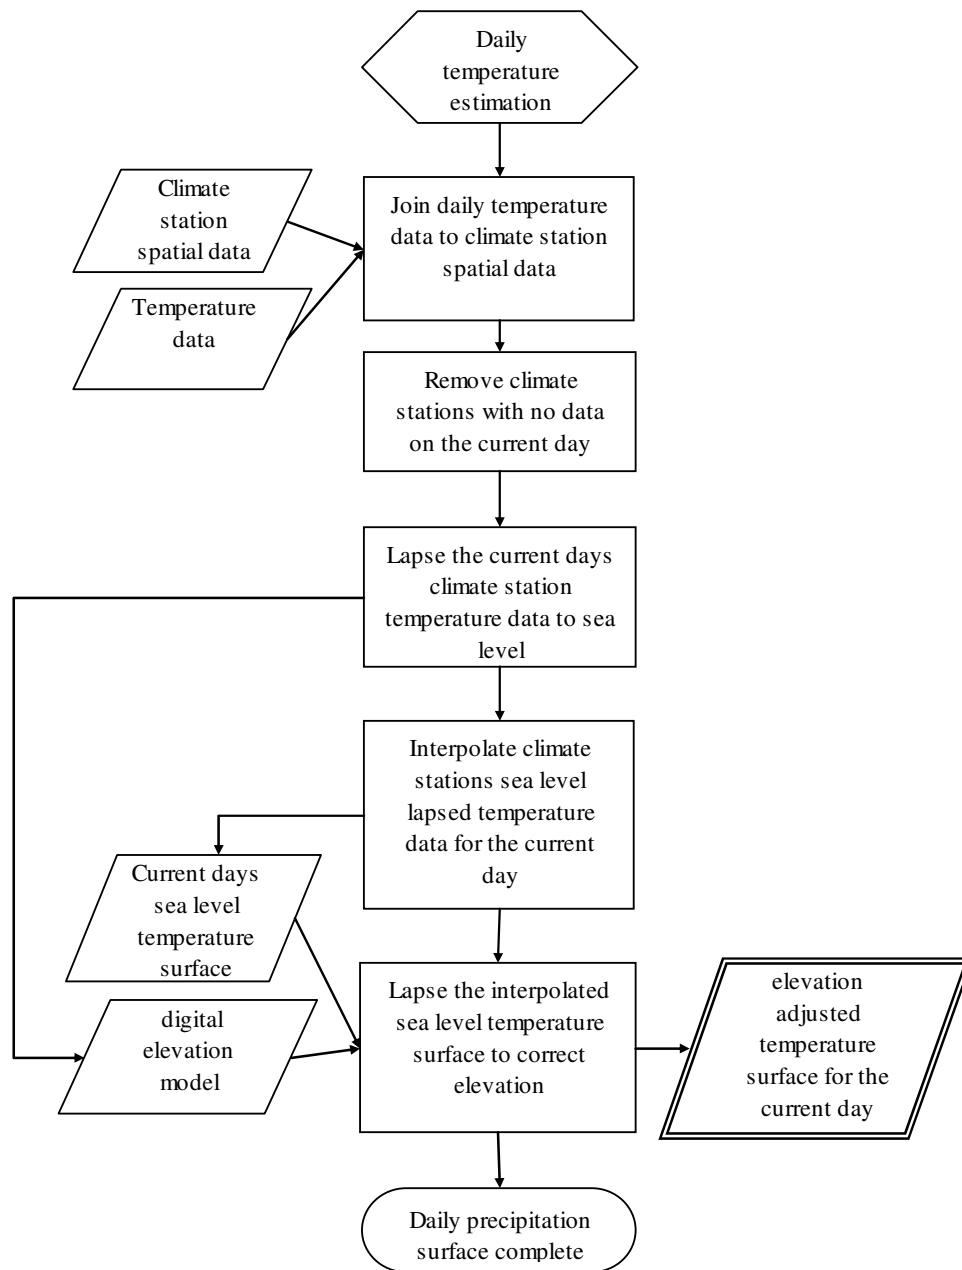 Daily
temperature
estimation
Climate
station
spatial data
Join daily temperature
data to climate station
spatial data
Temperature
data
Remove climate
stations with no data
on the current day
Lapse the current days
climate station
temperature data to sea
level
Interpolate climate
stations sea level
lapsed temperature
data for the current
day
Current days
sea level
temperature
surface
Lapse the interpolated
sea level temperature
surface to correct
elevation
elevation
adjusted
temperature
surface for the
current day
digital
elevation
model
Daily precipitation
surface complete